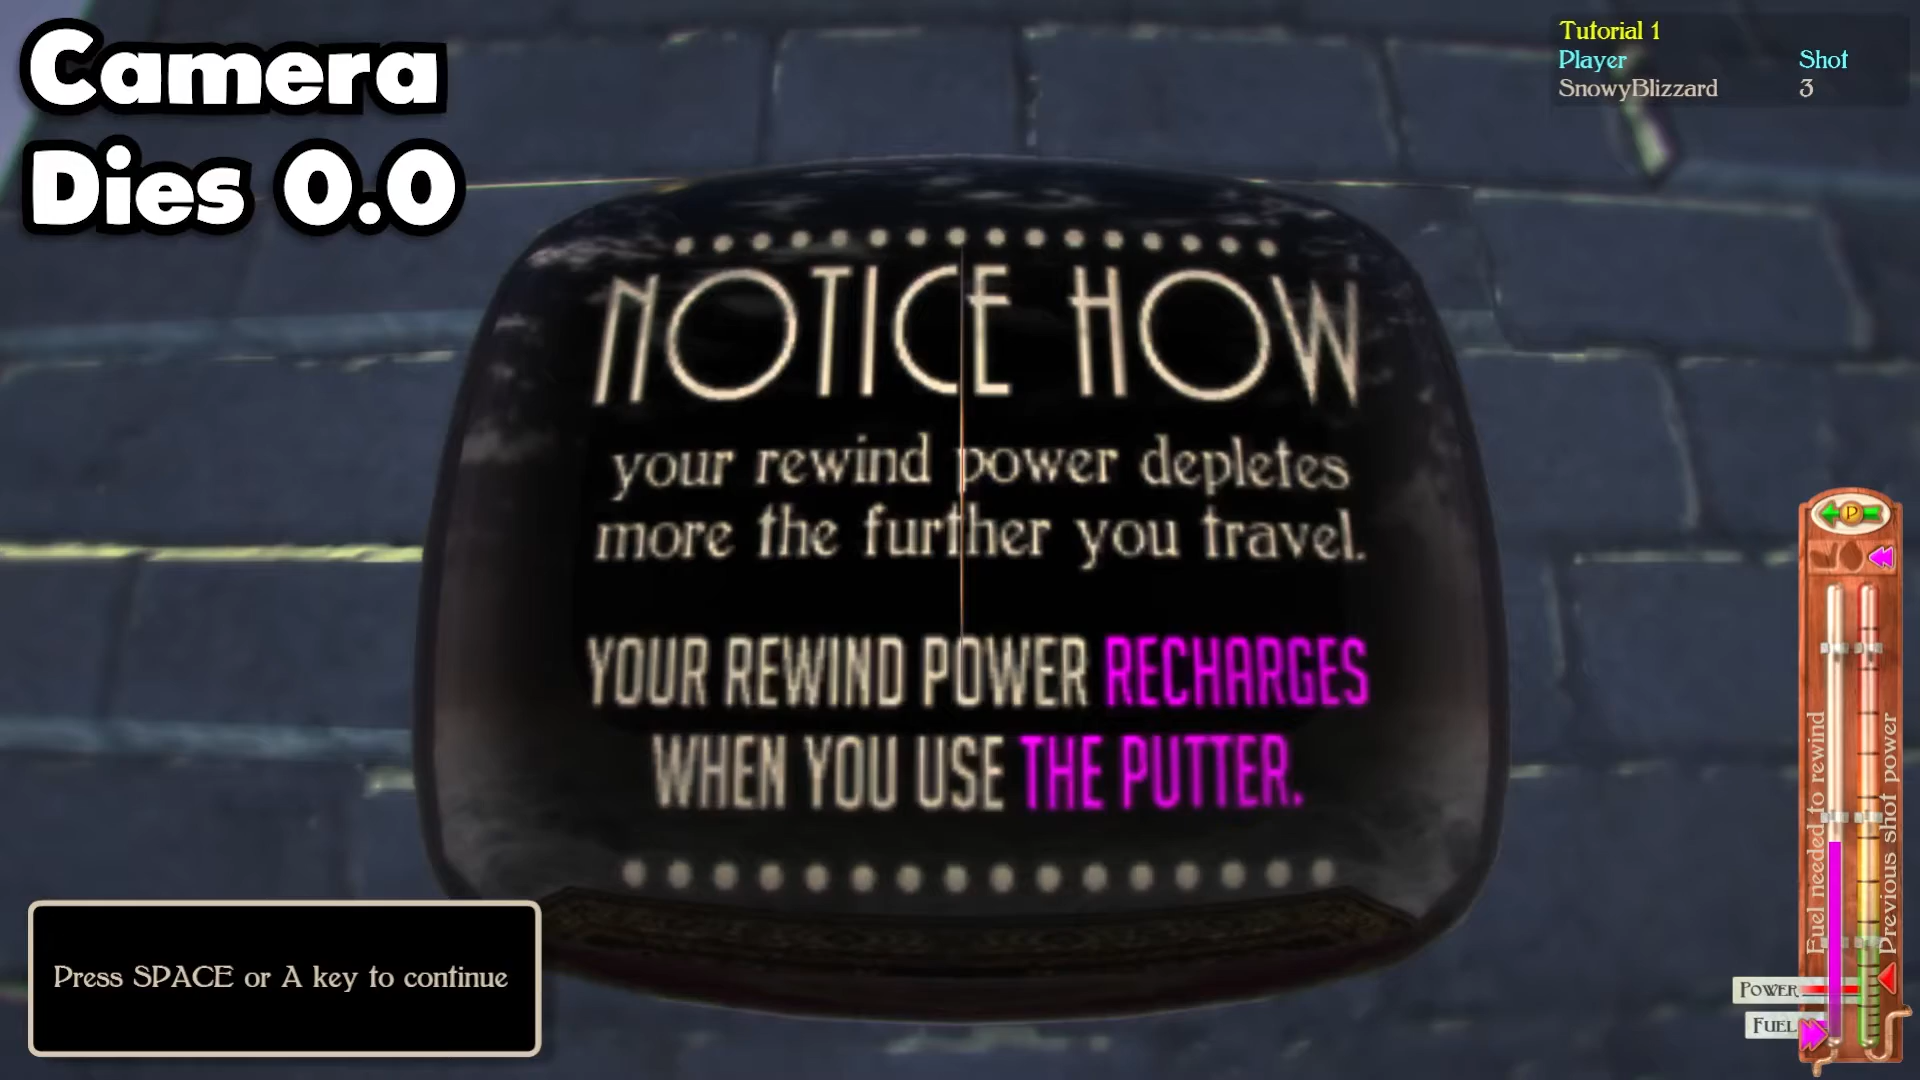 Camera
Dies 0.0
Tutorial 1
Player Shot
SnowyBlizzard 3
NOTICE HOW
your rewind power depletes
more the further you travel.
YOUR REWIND POWER RECHARGES
WHEN YOU USE THE PUTTER.
Press SPACE or A key to continue
P
Fuel needed to rewind
Previous shot power
POWER
FUEL